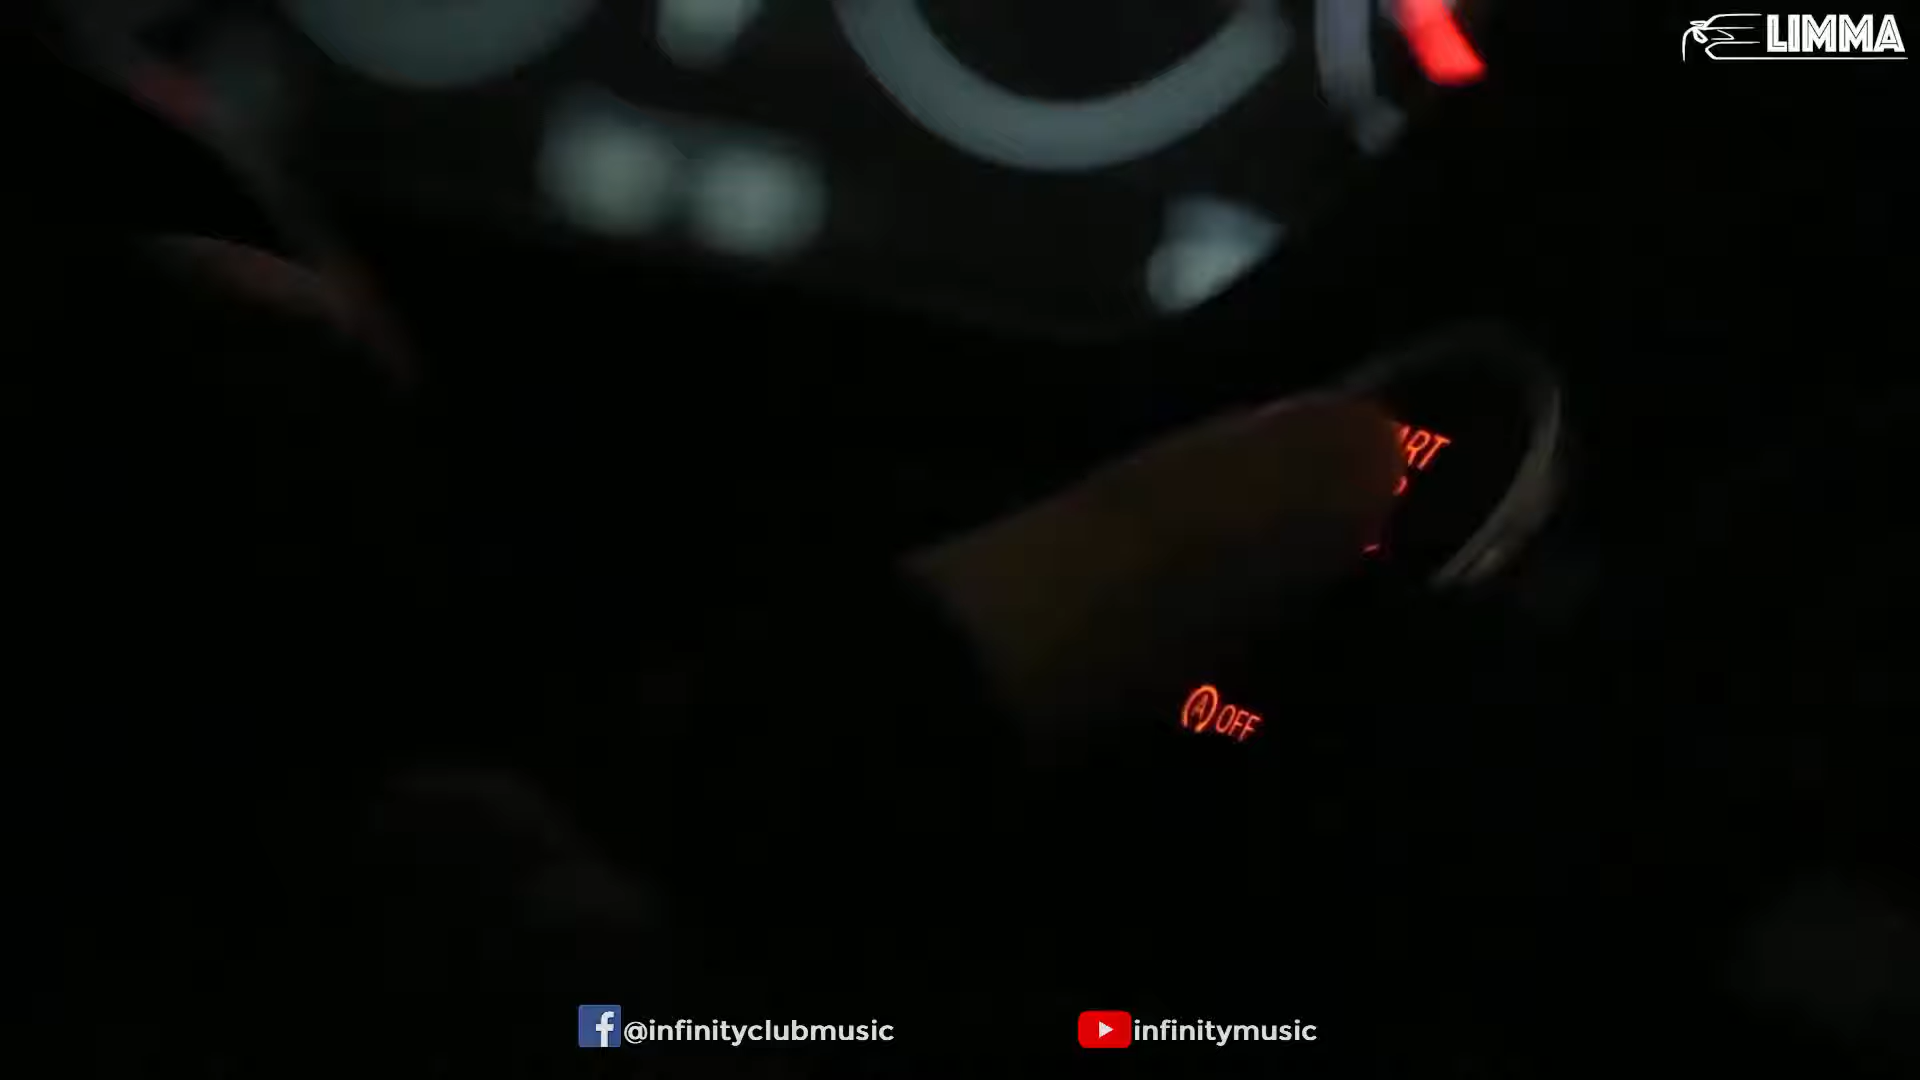 LIMMA
ART
A OFF
@infinityclubmusic
infinitymusic